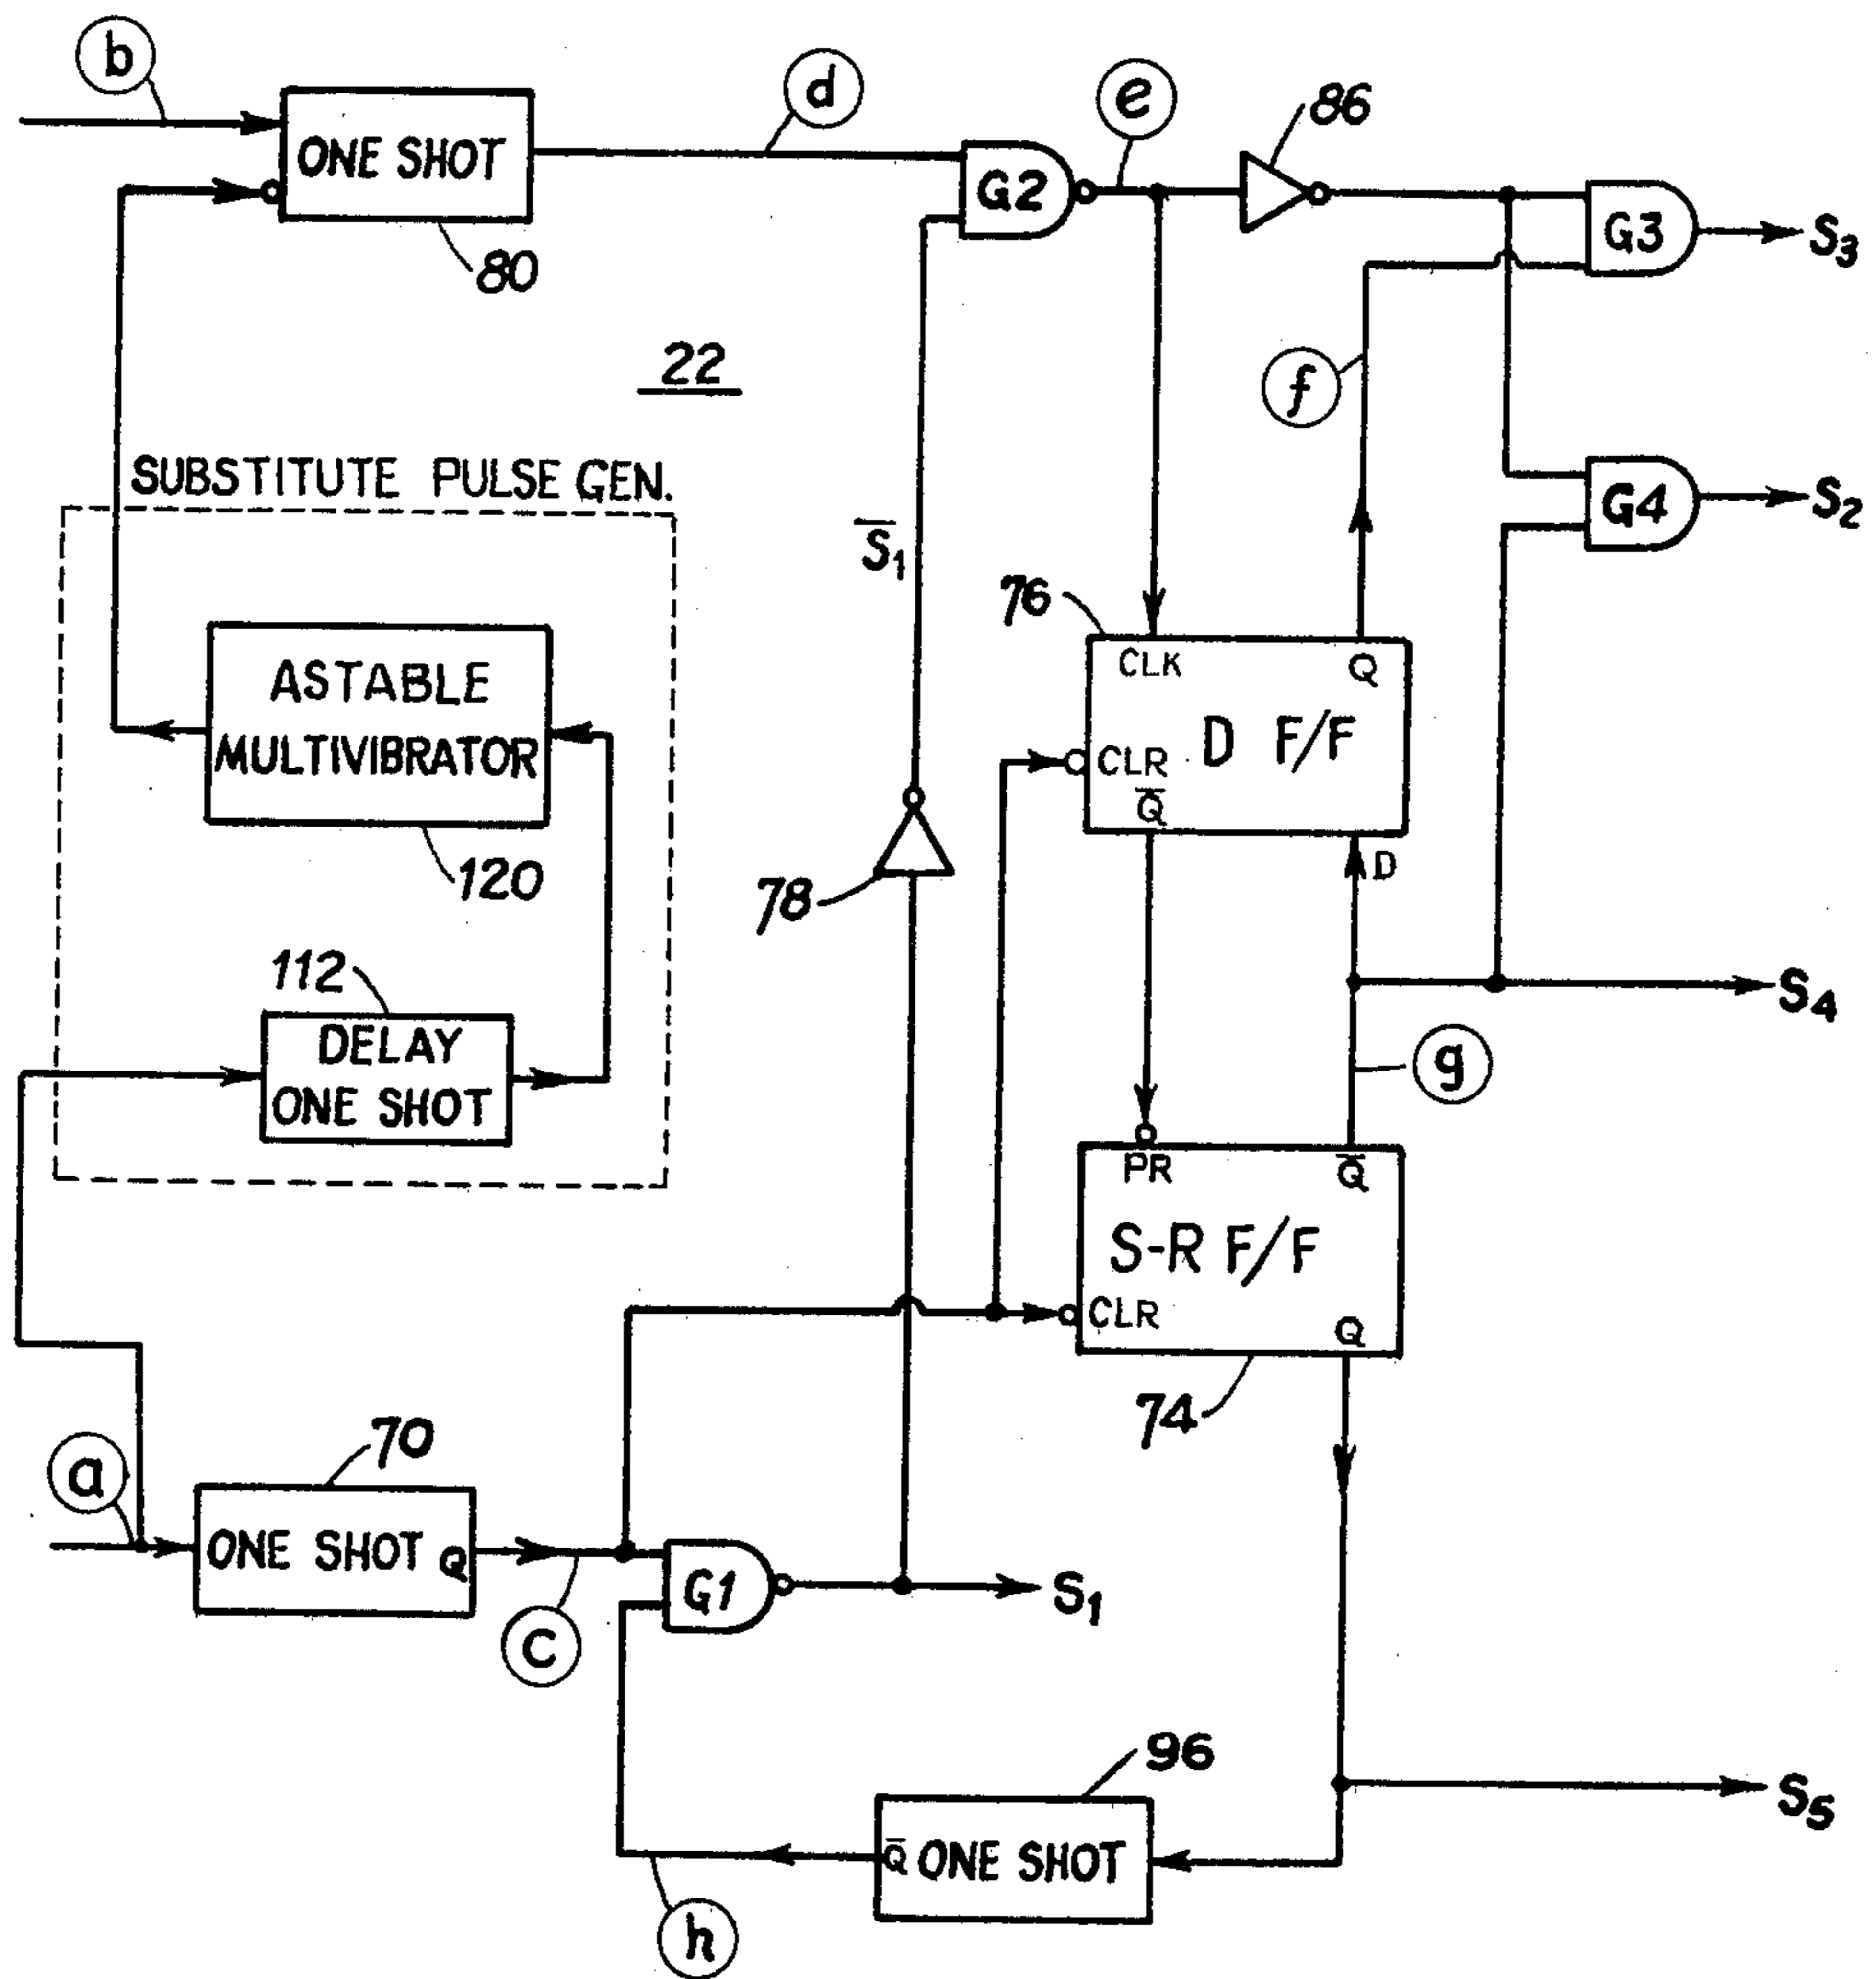 b
ONE SHOT
80
d
G2
e
86
G3
S3
22
f
SUBSTITUTE PULSE GEN.
G4
S2
S̅1
ASTABLE
MULTIVIBRATOR
120
76
CLK
Q
D F/F
CLR
Q̅
D
78
112
DELAY
ONE SHOT
S4
g
PR
Q̅
S-R F/F
CLR
Q
74
a
70
ONE SHOT Q
c
G1
S1
96
Q̅ ONE SHOT
S5
h